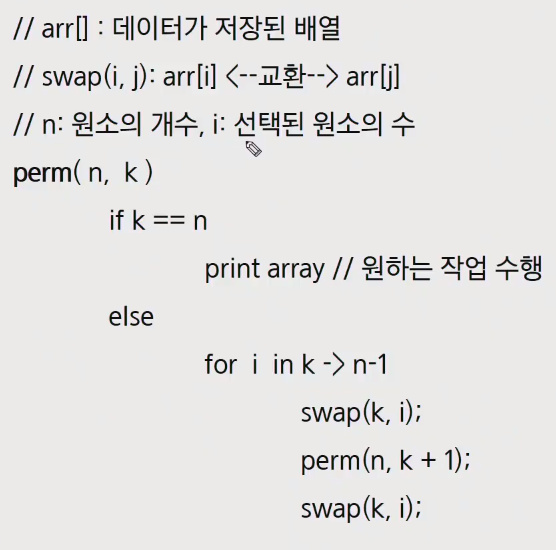 // arr[] : 데이터가 저장된 배열
// swap(i, j): arr[i] <--교환--> arr[j]
// n: 원소의 개수, i: 선택된 원소의 수
perm( n,  k )
if k == n
print array // 원하는 작업 수행
else
for  i  in k -> n-1
swap(k, i);
perm(n, k + 1);
swap(k, i);